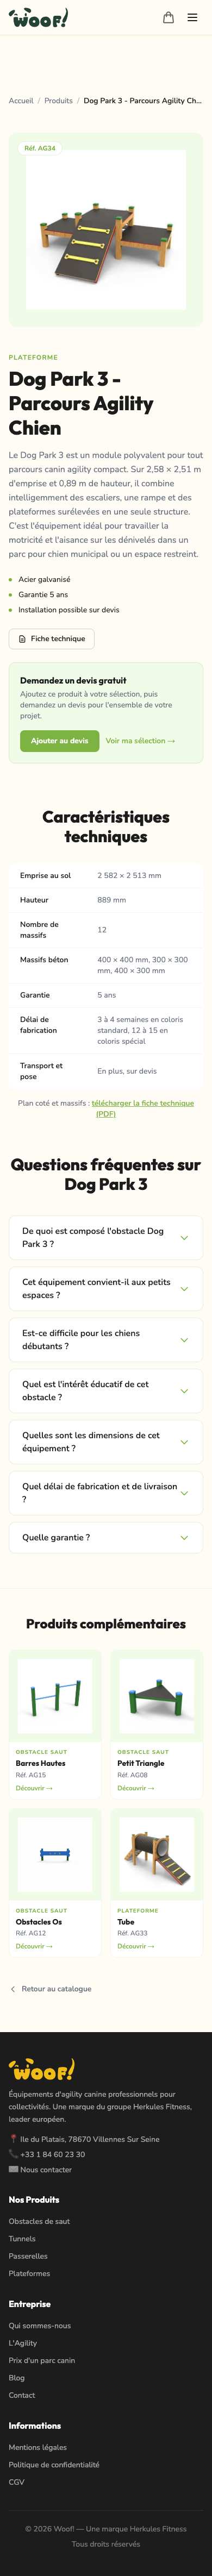 WOOF!
Accueil / Produits / Dog Park 3 - Parcours Agility Ch...
Réf. AG34
PLATEFORME
Dog Park 3 -
Parcours Agility
Chien
Le Dog Park 3 est un module polyvalent pour tout
parcours canin agility compact. Sur 2,58 × 2,51 m
d'emprise et 0,89 m de hauteur, il combine
intelligemment des escaliers, une rampe et des
plateformes surélevées en une seule structure.
C'est l'équipement idéal pour travailler la
motricité et l'aisance sur les dénivelés dans un
parc pour chien municipal ou un espace restreint.
Acier galvanisé
Garantie 5 ans
Installation possible sur devis
Fiche technique
Demandez un devis gratuit
Ajoutez ce produit à votre sélection, puis
demandez un devis pour l'ensemble de votre
projet.
Ajouter au devis
Voir ma sélection →
Caractéristiques
techniques
Emprise au sol 2 582 × 2 513 mm
Hauteur 889 mm
Nombre de
massifs 12
Massifs béton 400 × 400 mm, 300 × 300
mm, 400 × 300 mm
Garantie 5 ans
Délai de
fabrication 3 à 4 semaines en coloris
standard, 12 à 15 en
coloris spécial
Transport et
pose En plus, sur devis
Plan coté et massifs : télécharger la fiche technique
(PDF)
Questions fréquentes sur
Dog Park 3
De quoi est composé l'obstacle Dog
Park 3 ?
Cet équipement convient-il aux petits
espaces ?
Est-ce difficile pour les chiens
débutants ?
Quel est l'intérêt éducatif de cet
obstacle ?
Quelles sont les dimensions de cet
équipement ?
Quel délai de fabrication et de livraison
?
Quelle garantie ?
Produits complémentaires
OBSTACLE SAUT
Barres Hautes
Réf. AG15
Découvrir →
OBSTACLE SAUT
Petit Triangle
Réf. AG08
Découvrir →
OBSTACLE SAUT
Obstacles Os
Réf. AG12
Découvrir →
PLATEFORME
Tube
Réf. AG33
Découvrir →
Retour au catalogue
WOOF!
Équipements d'agility canine professionnels pour
collectivités. Une marque du groupe Herkules Fitness,
leader européen.
Ile du Platais, 78670 Villennes Sur Seine
+33 1 84 60 23 30
Nous contacter
Nos Produits
Obstacles de saut
Tunnels
Passerelles
Plateformes
Entreprise
Qui sommes-nous
L'Agility
Prix d'un parc canin
Blog
Contact
Informations
Mentions légales
Politique de confidentialité
CGV
© 2026 Woof! — Une marque Herkules Fitness
Tous droits réservés